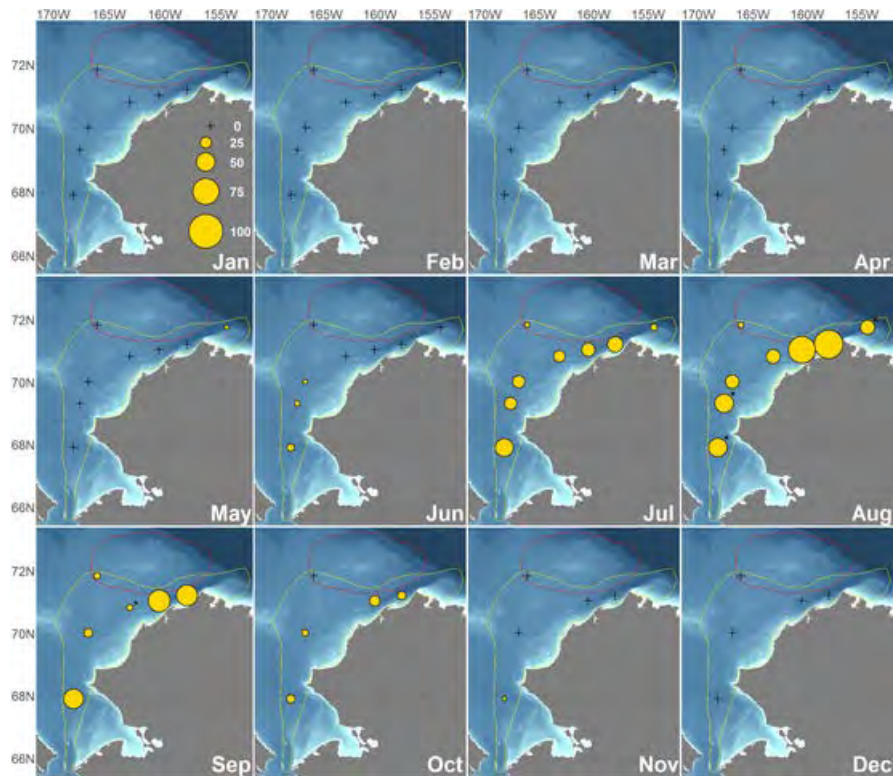 170W 165W 160W 155W 170W 165W 160W 155W
165W 160W 155W 170W 165W 160W 155W 170W
72N
70N
68N
66N
0
25
50
75
100
Jan
Feb
Mar
Apr
72N
70N
68N
66N
May
Jun
Jul
Aug
72N
70N
68N
66N
Sep
Oct
Nov
Dec